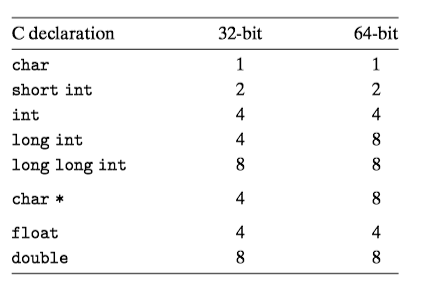 C declaration 32-bit 64-bit
char 1 1
short int 2 2
int 4 4
long int 4 8
long long int 8 8
char * 4 8
float 4 4
double 8 8